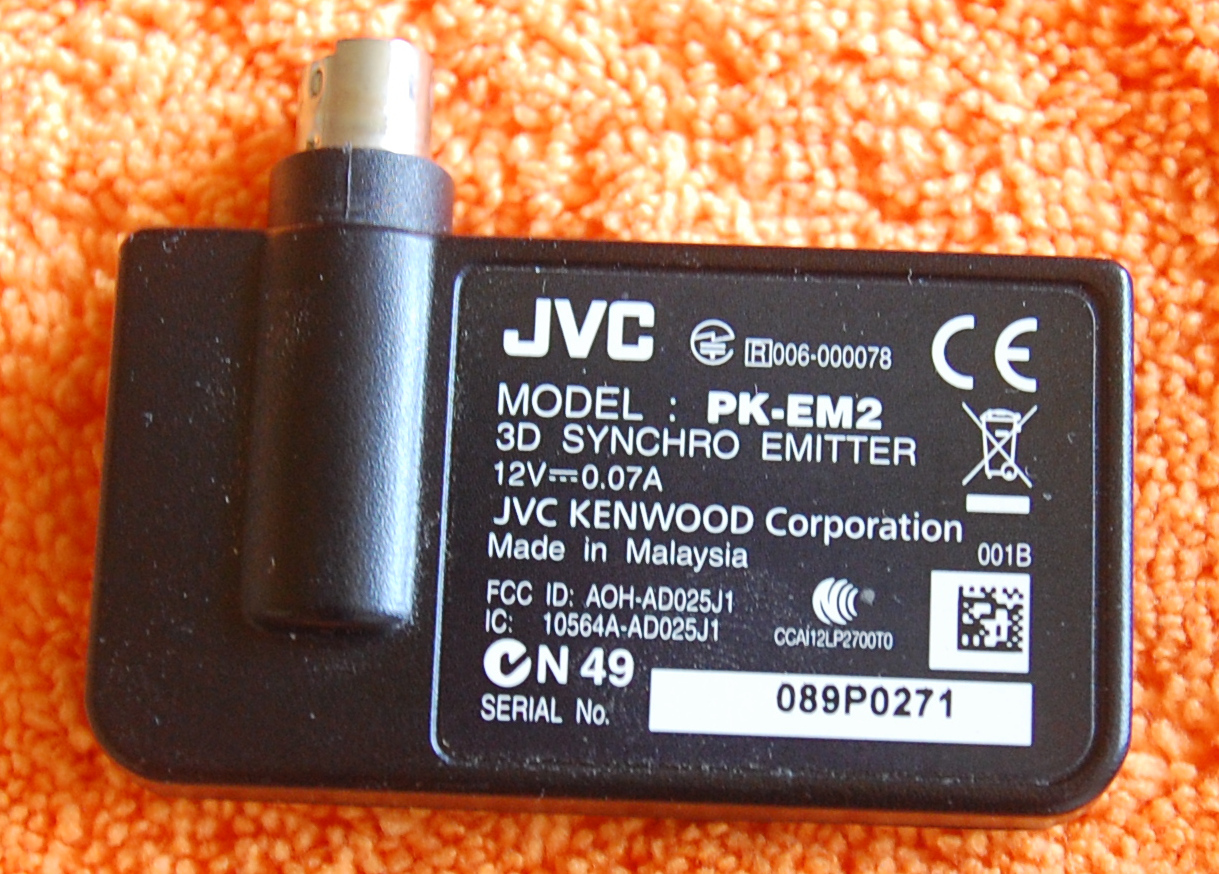 JVC R 006-000078 CE
MODEL : PK-EM2
3D SYNCHRO EMITTER
12V⎓0.07A
JVC KENWOOD Corporation
Made in Malaysia
001B
FCC ID: AOH-AD025J1
IC: 10564A-AD025J1
CCAI12LP2700T0
N 49
SERIAL No. 089P0271